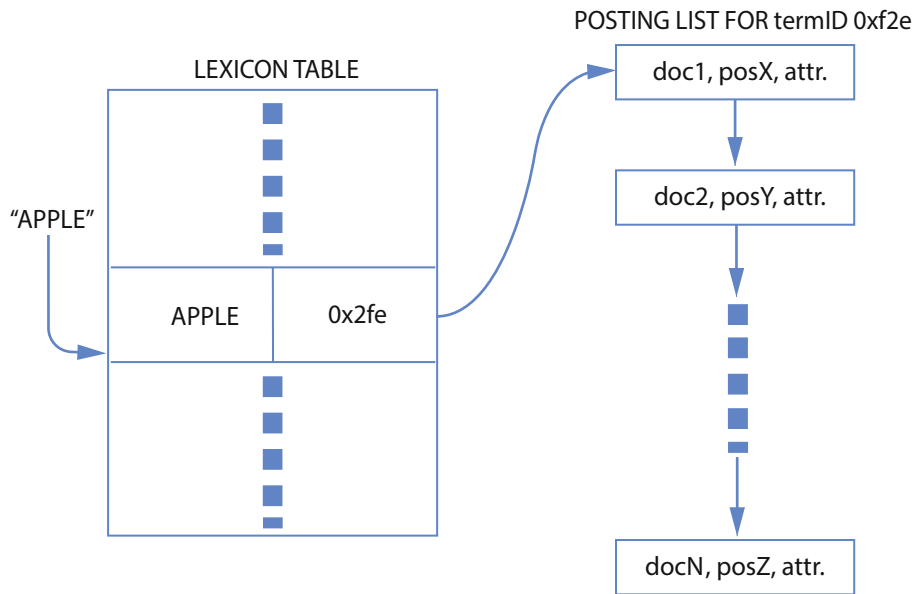 POSTING LIST FOR termID 0xf2e
LEXICON TABLE
doc1, posX, attr.
doc2, posY, attr.
“APPLE”
APPLE
0x2fe
docN, posZ, attr.